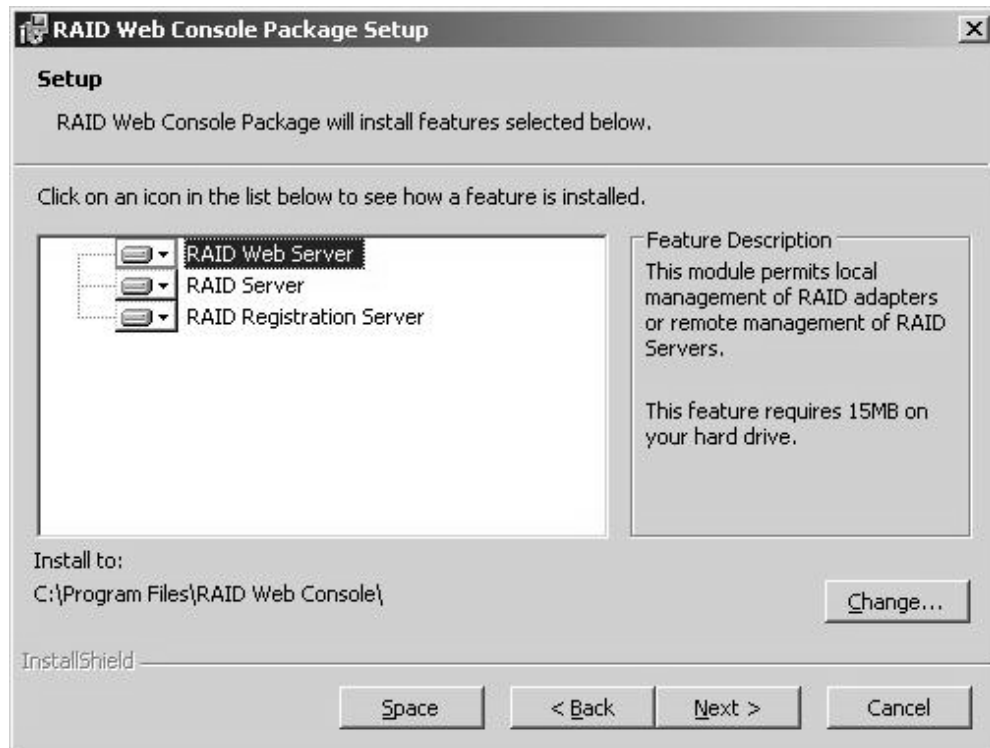 RAID Web Console Package Setup
Setup
RAID Web Console Package will install features selected below.
Click on an icon in the list below to see how a feature is installed.
RAID Web Server
RAID Server
RAID Registration Server
Feature Description
This module permits local
management of RAID adapters
or remote management of RAID
Servers.
This feature requires 15MB on
your hard drive.
Install to:
C:\Program Files\RAID Web Console\
Change...
InstallShield
Space
< Back
Next >
Cancel